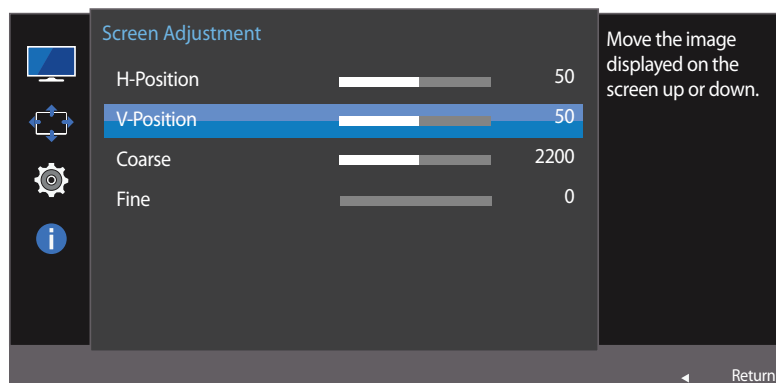 Screen Adjustment
H-Position 50
V-Position 50
Coarse 2200
Fine 0
Move the image
displayed on the
screen up or down.
Return